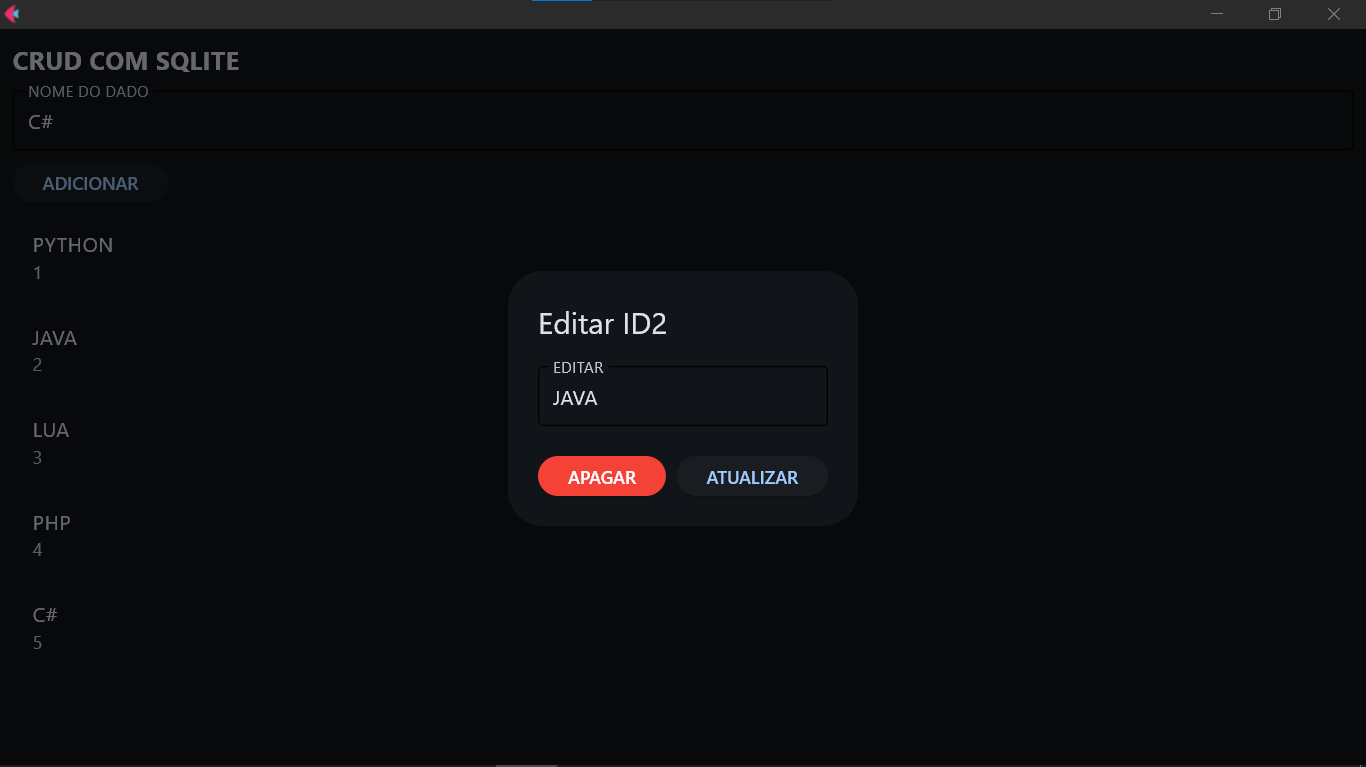 CRUD COM SQLITE
NOME DO DADO
C#
ADICIONAR
PYTHON
1
JAVA
2
LUA
3
PHP
4
C#
5
Editar ID2
EDITAR
JAVA
APAGAR ATUALIZAR